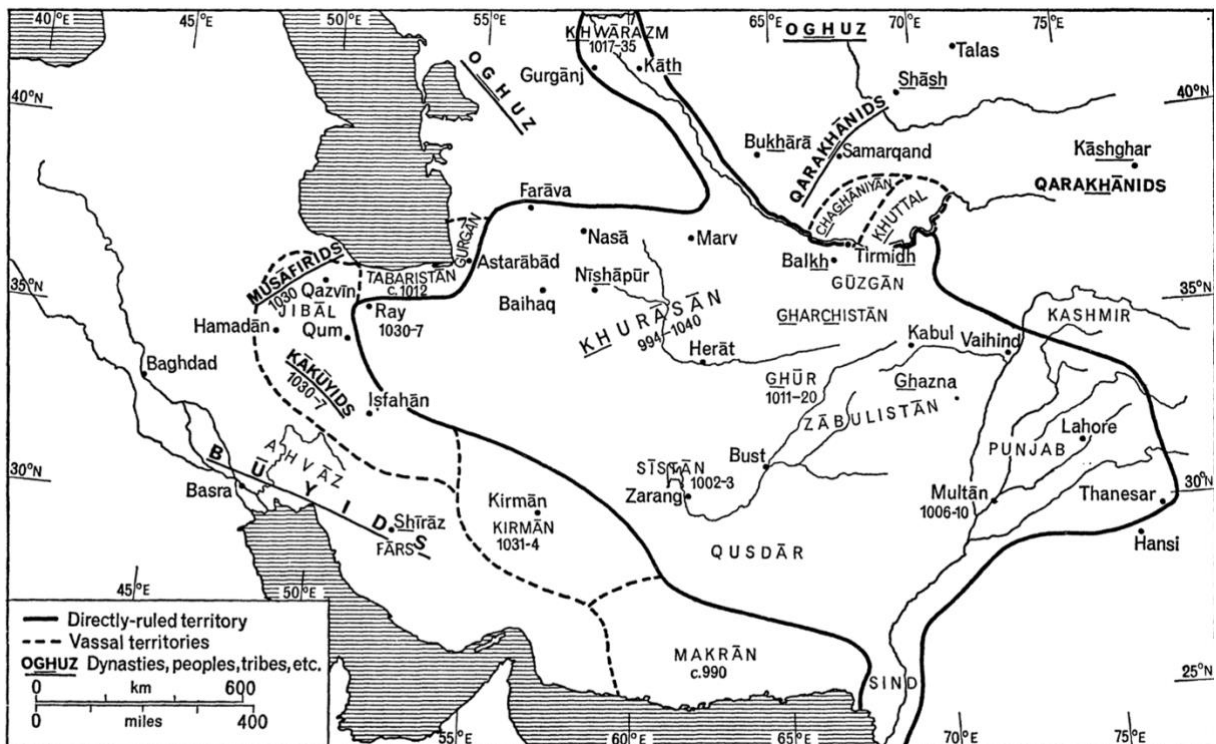 40°E
45°E
50°E
55°E
65°E
70°E
75°E
KHWĀRAZM
1017-35
OGHUZ
OGHUZ
Talas
Gurgānj
Kāth
Shāsh
40°N
40°N
Bukhārā
Samarqand
QARAKHĀNIDS
Kāshghar
QARAKHĀNIDS
CHAGHĀNIYĀN
KHUTTAL
Farāva
Nasā
Marv
Tirmidh
Balkh
GŪZGĀN
GURGĀN
Astarābād
TABARISTĀN
c.1012
MUSĀFIRIDS
1030
Qazvīn
JIBĀL
Nīshāpūr
Baihaq
35°N
35°N
Ray
1030-7
Hamadān
Qum
KHURASĀN
994-1040
GHARCHISTĀN
KASHMIR
Kabul
Vaihind
Herāt
Baghdad
KĀKŪYIDS
1030-7
GHŪR
1011-20
Ghazna
ZĀBULISTĀN
Iṣfahān
Lahore
PUNJAB
AHVĀZ
BŪYIDS
Bust
30°N
30°N
SĪSTĀN
1002-3
Zarang
Basra
Kirmān
KIRMĀN
1031-4
Multān
1006-10
Thanesar
Shīrāz
FĀRS
Hansi
QUSDĀR
45°E
50°E
MAKRĀN
c.990
SIND
25°N
55°E
60°E
65°E
70°E
75°E
Directly-ruled territory
Vassal territories
OGHUZ Dynasties, peoples, tribes, etc.
0 km 600
0 miles 400